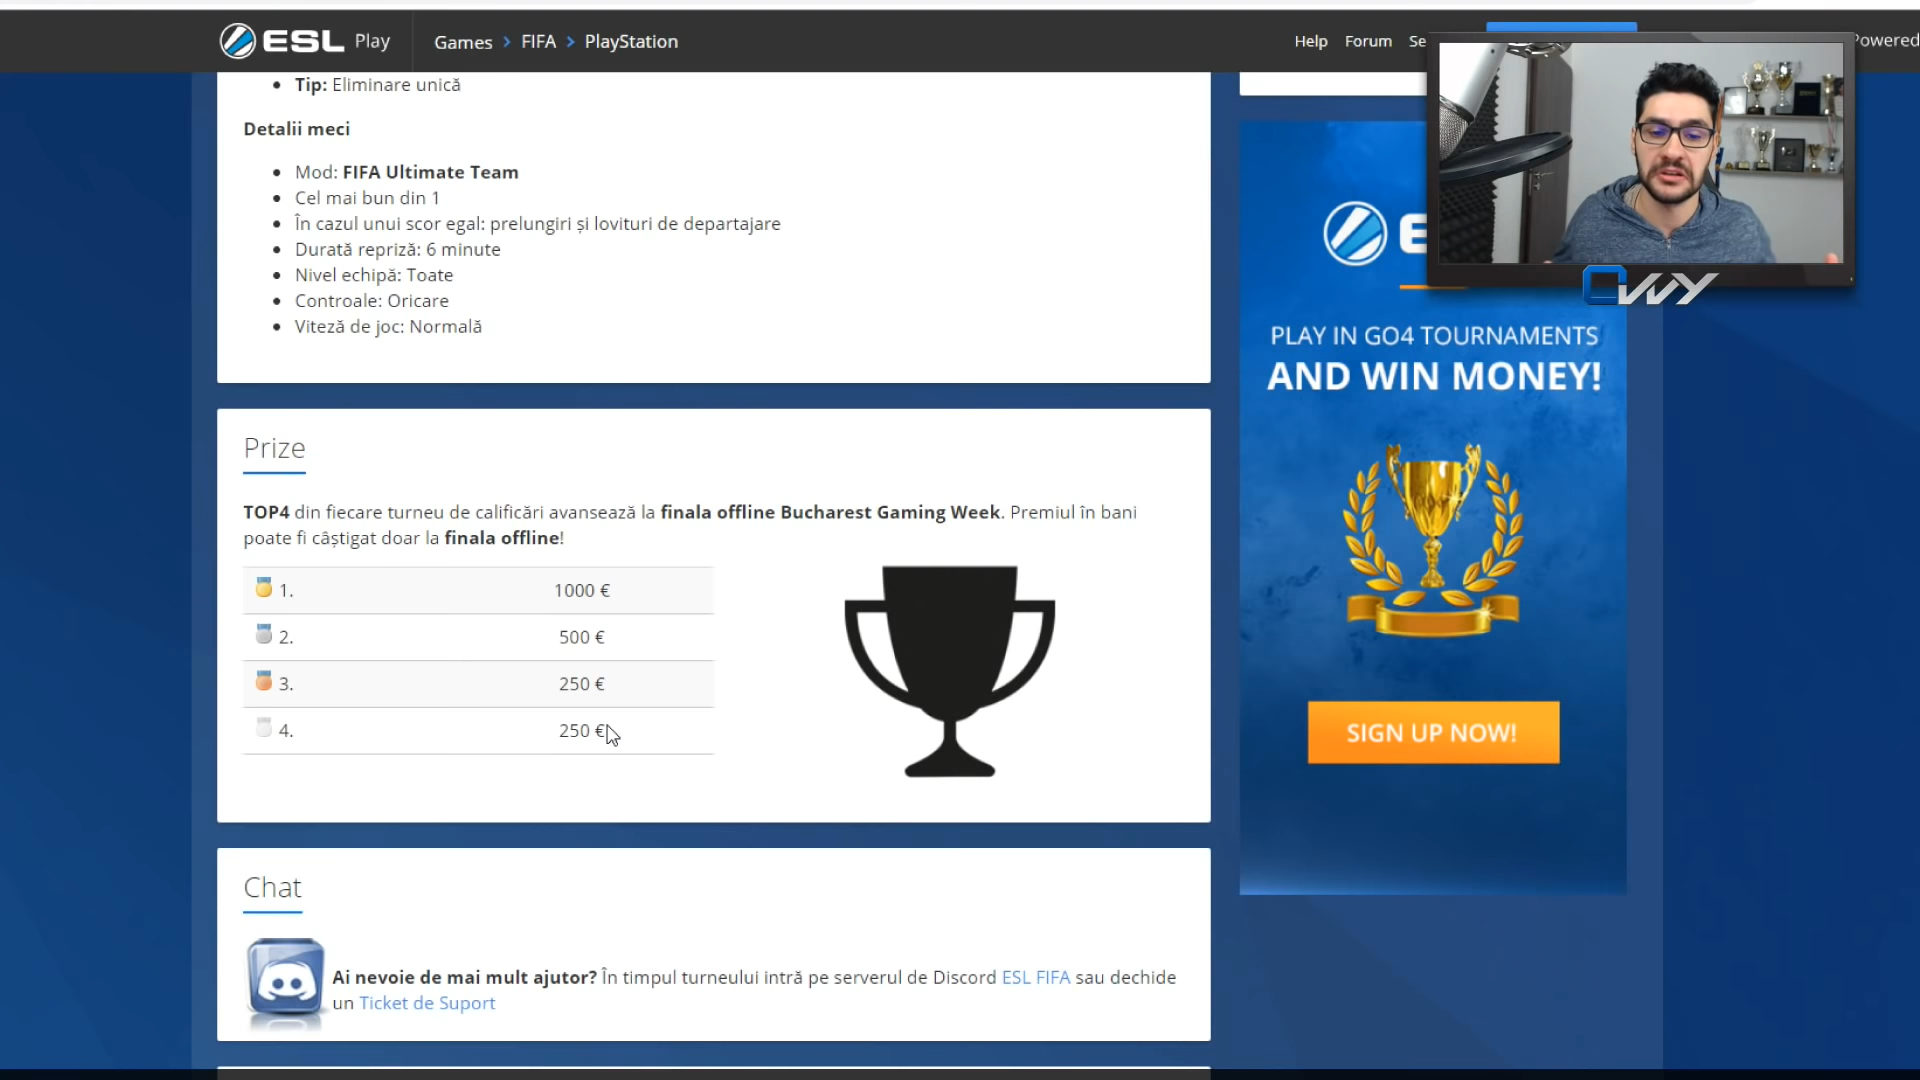 ESL Play Games > FIFA > PlayStation Help Forum Se Powered
Tip: Eliminare unică
Detalii meci
Mod: FIFA Ultimate Team
Cel mai bun din 1
În cazul unui scor egal: prelungiri și lovituri de departajare
Durată repriză: 6 minute
Nivel echipă: Toate
Controale: Oricare
Viteză de joc: Normală
Prize
TOP4 din fiecare turneu de calificări avansează la finala offline Bucharest Gaming Week. Premiul în bani
poate fi câștigat doar la finala offline!
1. 1000 €
2. 500 €
3. 250 €
4. 250 €
Chat
Ai nevoie de mai mult ajutor? În timpul turneului intră pe serverul de Discord ESL FIFA sau dechide
un Ticket de Suport
OVVY
PLAY IN GO4 TOURNAMENTS
AND WIN MONEY!
SIGN UP NOW!